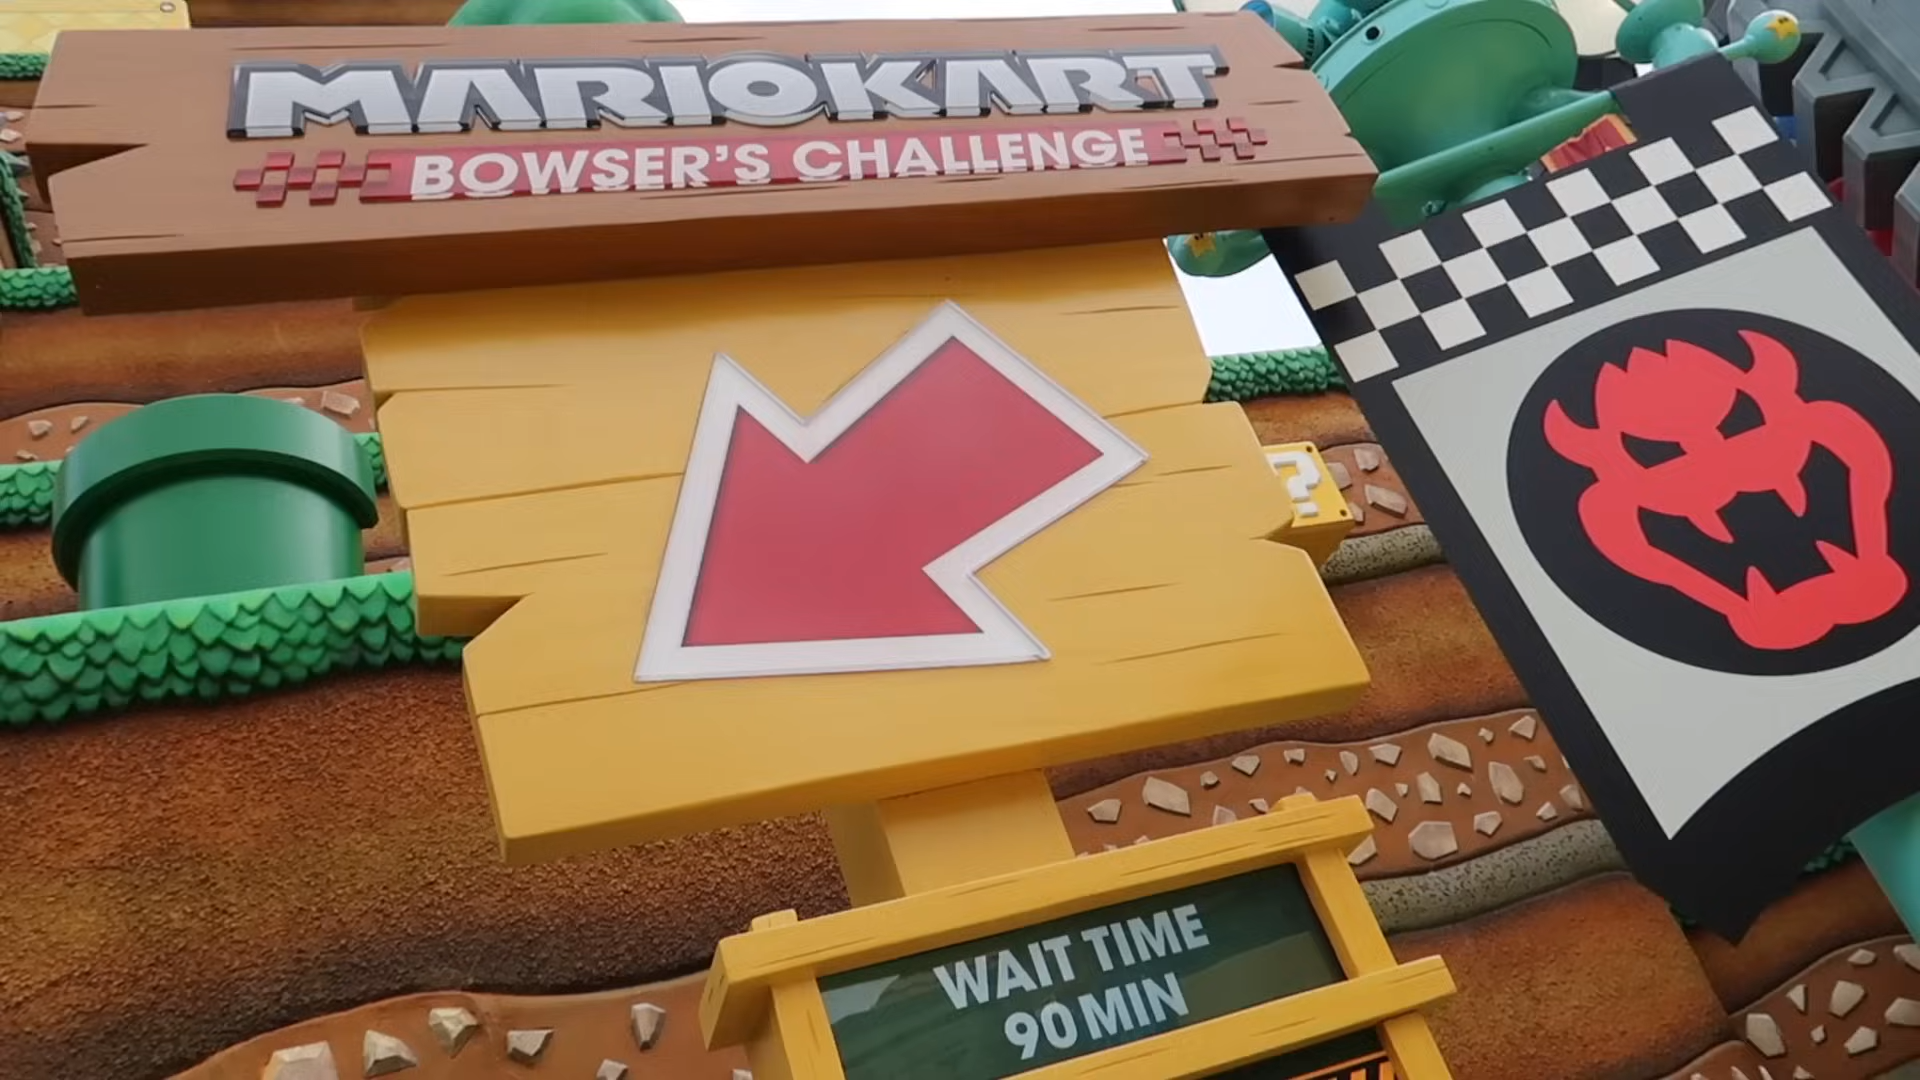 MARIOKART
BOWSER'S CHALLENGE
?
WAIT TIME
90 MIN